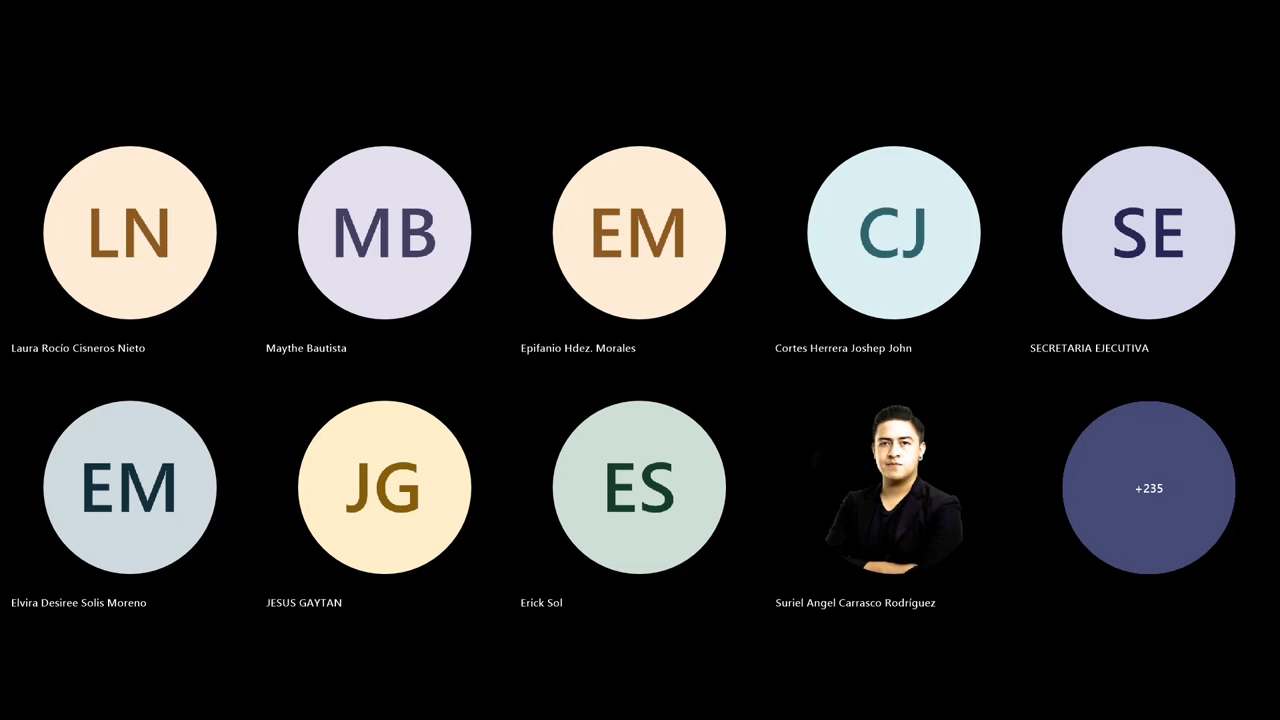 LN
MB
EM
CJ
SE
Laura Rocío Cisneros Nieto
Maythe Bautista
Epifanio Hdez. Morales
Cortes Herrera Joshep John
SECRETARIA EJECUTIVA
EM
JG
ES
+235
Elvira Desiree Solis Moreno
JESUS GAYTAN
Erick Sol
Suriel Angel Carrasco Rodríguez